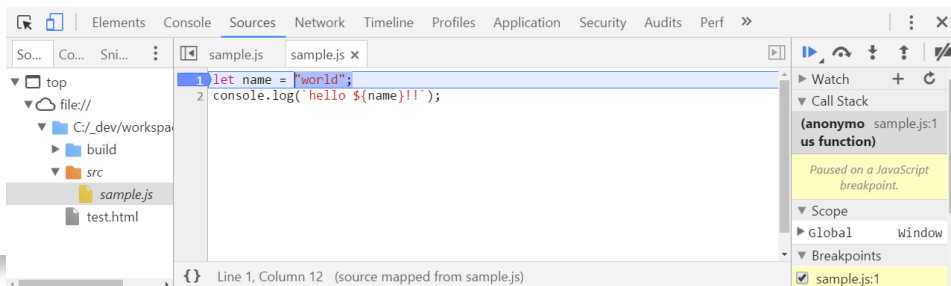 Elements Console Sources Network Timeline Profiles Application Security Audits Perf »
So... Co... Sni...
sample.js sample.js ×
top
file://
C:/_dev/workspa
build
src
sample.js
test.html
1 let name = "world";
2 console.log(`hello ${name}!!`);
{} Line 1, Column 12 (source mapped from sample.js)
Watch
Call Stack
(anonymo sample.js:1
us function)
Paused on a JavaScript
breakpoint.
Scope
Global Window
Breakpoints
sample.js:1